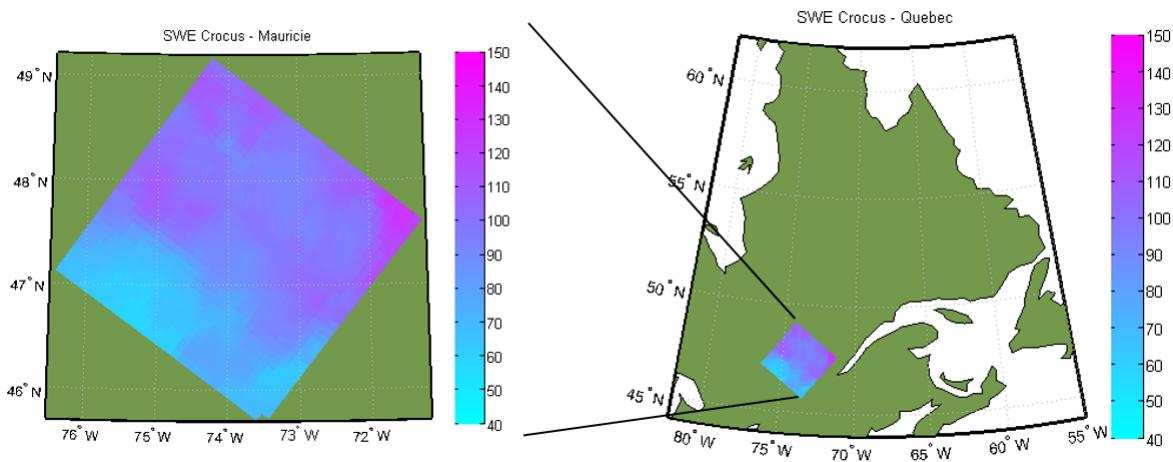 SWE Crocus - Mauricie
49°N
48°N
47°N
46°N
76°W
75°W
74°W
73°W
72°W
150
140
130
120
110
100
90
80
70
60
50
40
SWE Crocus - Quebec
60°N
55°N
50°N
45°N
80°W
75°W
70°W
65°W
60°W
55°W
150
140
130
120
110
100
90
80
70
60
50
40